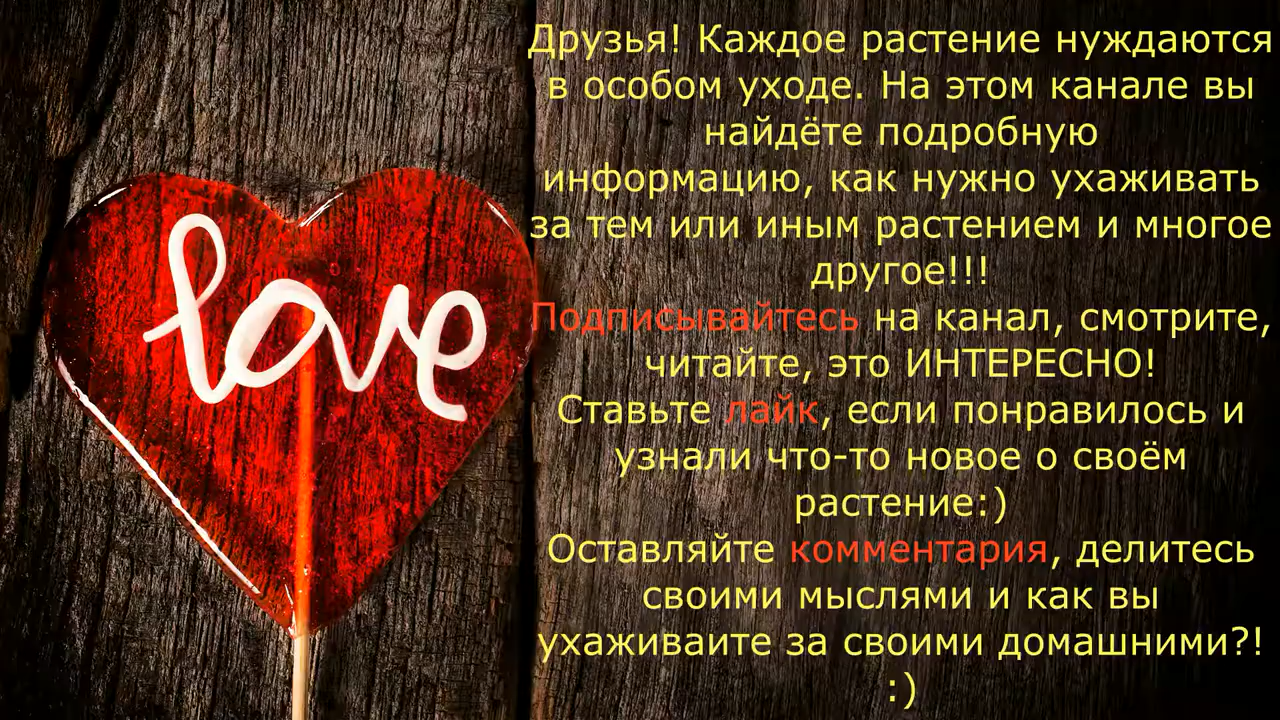 love
Друзья! Каждое растение нуждаются
в особом уходе. На этом канале вы
найдёте подробную
информацию, как нужно ухаживать
за тем или иным растением и многое
другое!!!
Подписывайтесь на канал, смотрите,
читайте, это ИНТЕРЕСНО!
Ставьте лайк, если понравилось и
узнали что-то новое о своём
растение:)
Оставляйте комментария, делитесь
своими мыслями и как вы
ухаживаите за своими домашними?!
:)